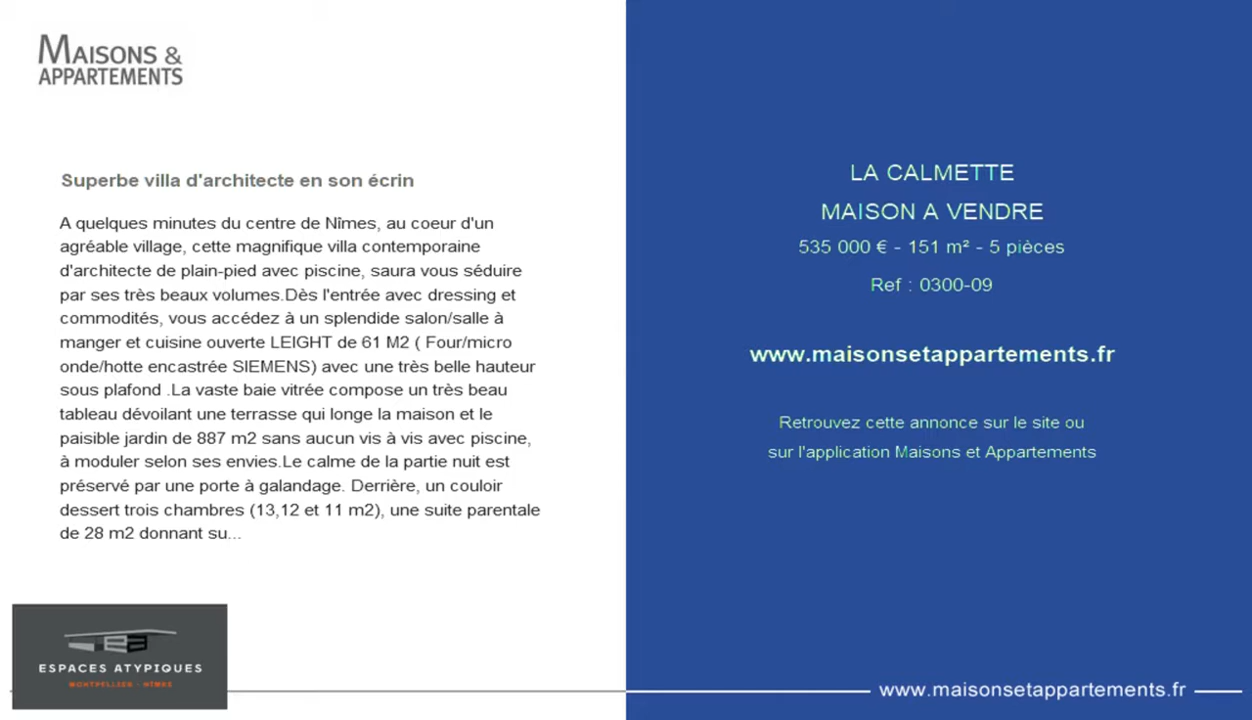 MAISONS &
APPARTEMENTS
Superbe villa d'architecte en son écrin
A quelques minutes du centre de Nîmes, au coeur d'un
agréable village, cette magnifique villa contemporaine
d'architecte de plain-pied avec piscine, saura vous séduire
par ses très beaux volumes.Dès l'entrée avec dressing et
commodités, vous accédez à un splendide salon/salle à
manger et cuisine ouverte LEIGHT de 61 M2 ( Four/micro
onde/hotte encastrée SIEMENS) avec une très belle hauteur
sous plafond .La vaste baie vitrée compose un très beau
tableau dévoilant une terrasse qui longe la maison et le
paisible jardin de 887 m2 sans aucun vis à vis avec piscine,
à moduler selon ses envies.Le calme de la partie nuit est
préservé par une porte à galandage. Derrière, un couloir
dessert trois chambres (13,12 et 11 m2), une suite parentale
de 28 m2 donnant su...
ea
ESPACES ATYPIQUES
MONTPELLIER - NÎMES
LA CALMETTE
MAISON A VENDRE
535 000 € - 151 m² - 5 pièces
Ref : 0300-09
www.maisonsetappartements.fr
Retrouvez cette annonce sur le site ou
sur l'application Maisons et Appartements
www.maisonsetappartements.fr